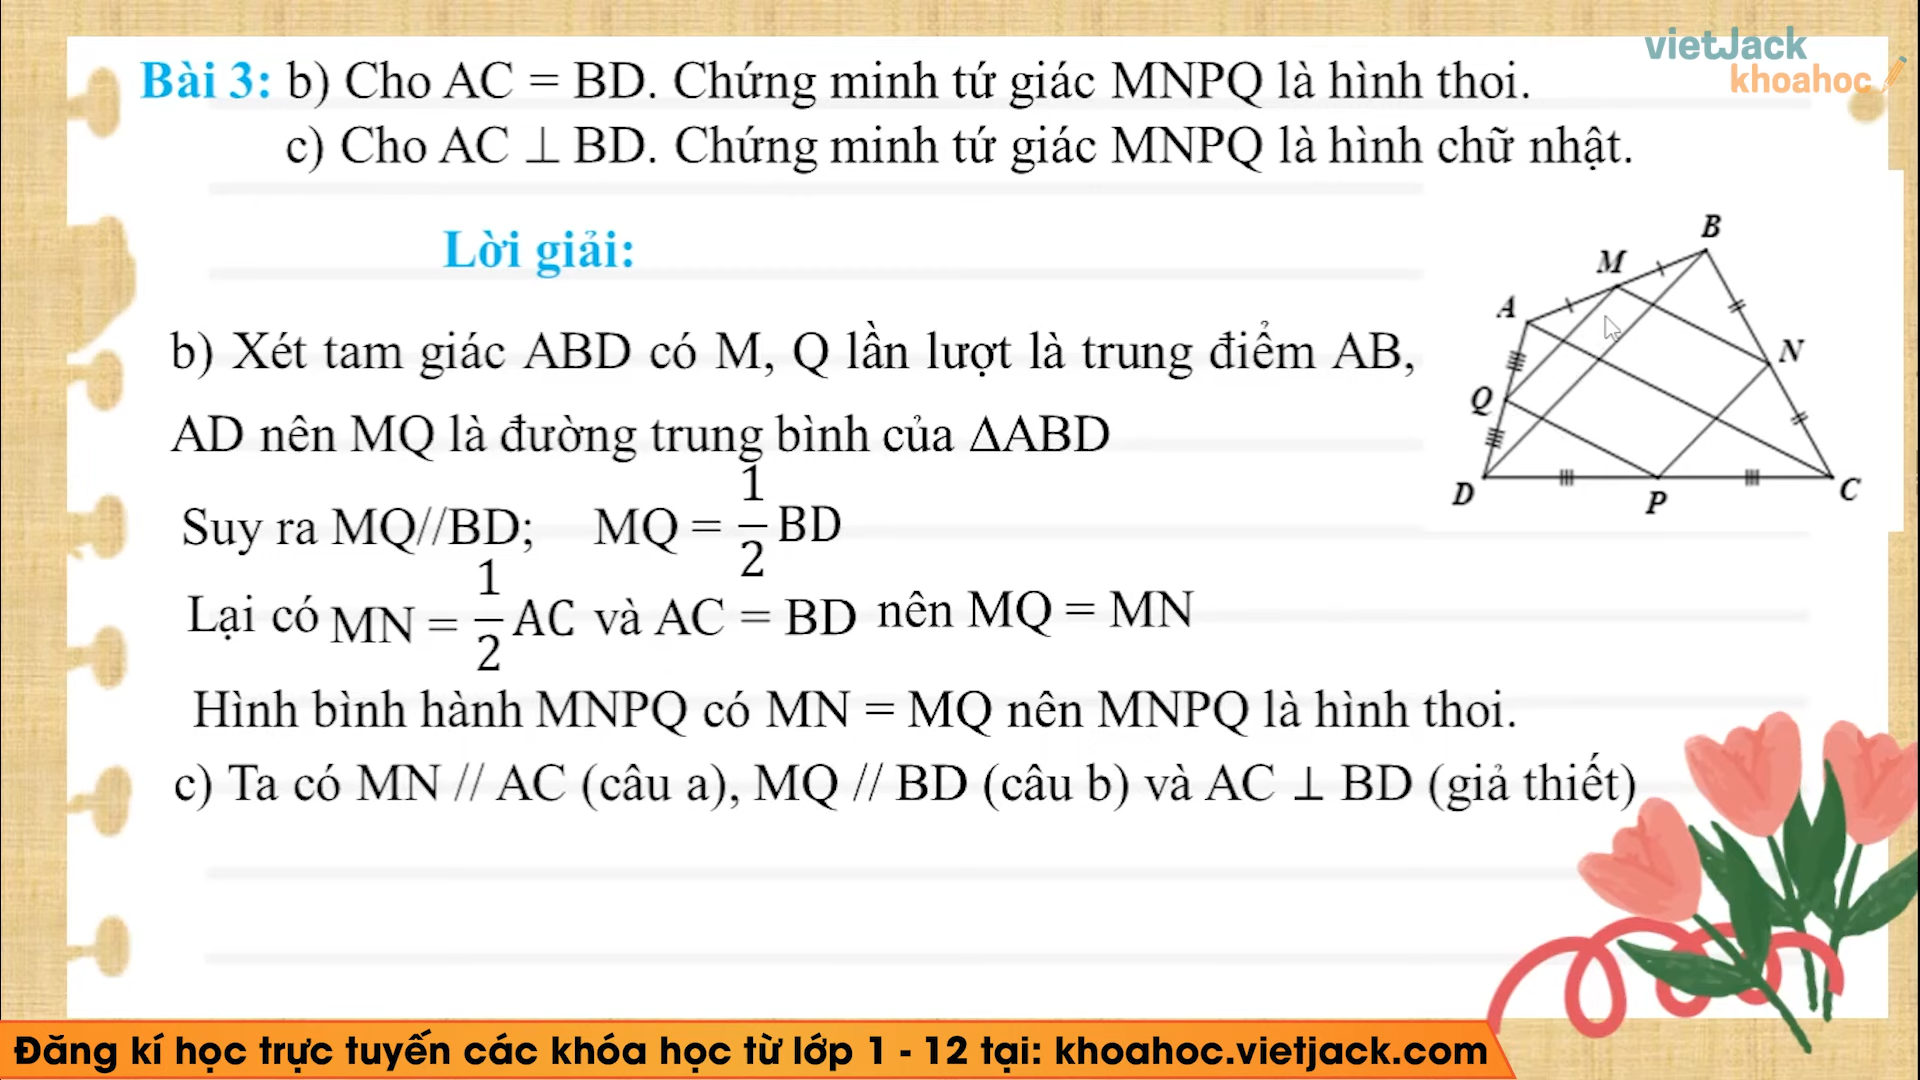 vietJack
khoahoc
Bài 3: b) Cho AC = BD. Chứng minh tứ giác MNPQ là hình thoi.
c) Cho AC ⊥ BD. Chứng minh tứ giác MNPQ là hình chữ nhật.
Lời giải:
b) Xét tam giác ABD có M, Q lần lượt là trung điểm AB,
AD nên MQ là đường trung bình của ΔABD
Suy ra MQ//BD; MQ = 1/2 BD
Lại có MN = 1/2 AC và AC = BD nên MQ = MN
Hình bình hành MNPQ có MN = MQ nên MNPQ là hình thoi.
c) Ta có MN // AC (câu a), MQ // BD (câu b) và AC ⊥ BD (giả thiết)
B
M
A
N
Q
D
P
C
Đăng kí học trực tuyến các khóa học từ lớp 1 - 12 tại: khoahoc.vietjack.com